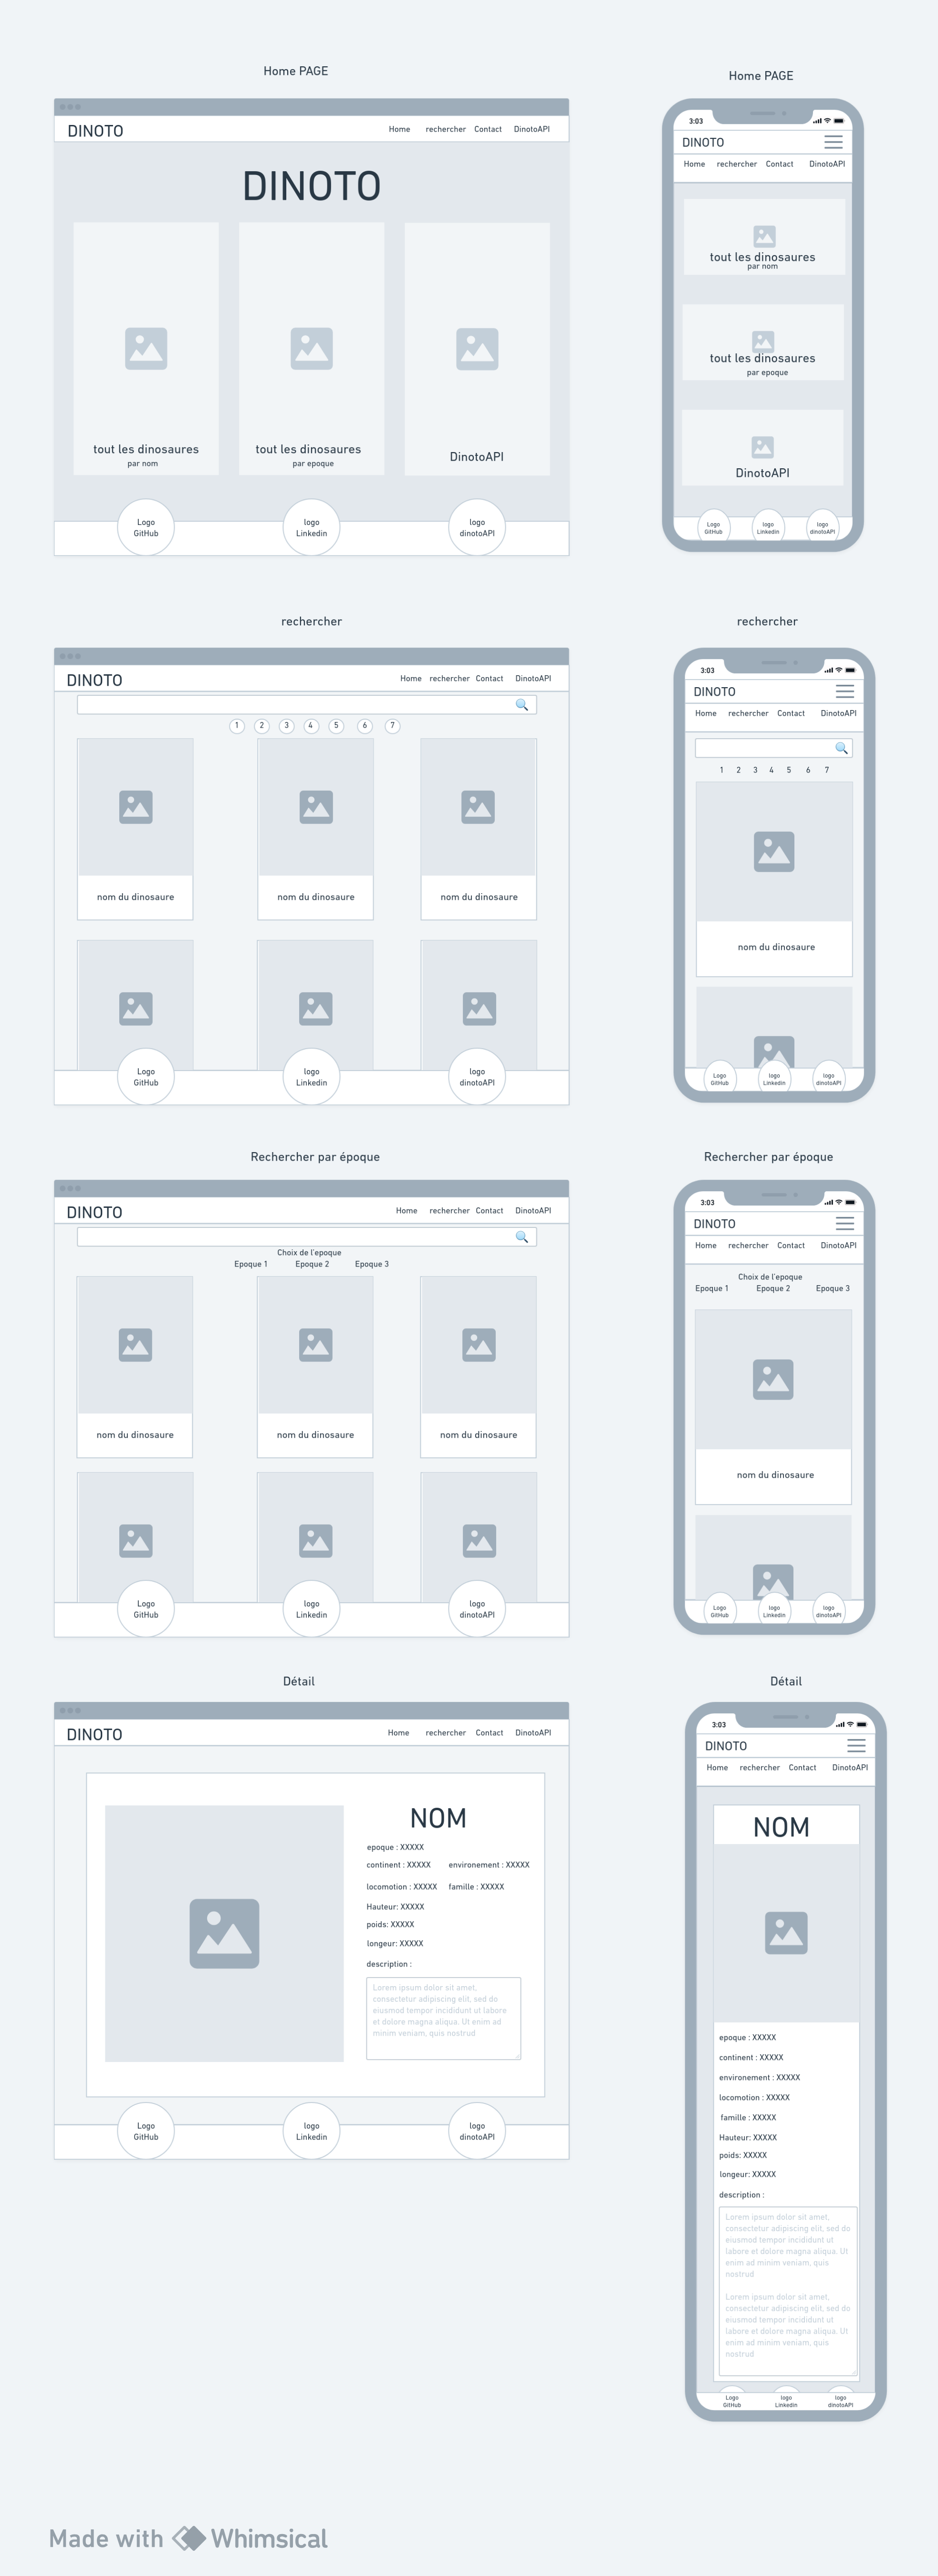 Home PAGE
DINOTO
Home rechercher Contact DinotoAPI
DINOTO
tout les dinosaures
par nom
tout les dinosaures
par epoque
DinotoAPI
Logo
GitHub
logo
Linkedin
logo
dinotoAPI
Home PAGE
3:03
DINOTO
Home rechercher Contact DinotoAPI
tout les dinosaures
par nom
tout les dinosaures
par epoque
DinotoAPI
Logo
GitHub
logo
Linkedin
logo
dinotoAPI
rechercher
DINOTO
Home rechercher Contact DinotoAPI
1 2 3 4 5 6 7
nom du dinosaure
nom du dinosaure
nom du dinosaure
Logo
GitHub
logo
Linkedin
logo
dinotoAPI
rechercher
3:03
DINOTO
Home rechercher Contact DinotoAPI
1 2 3 4 5 6 7
nom du dinosaure
Logo
GitHub
logo
Linkedin
logo
dinotoAPI
Rechercher par époque
DINOTO
Home rechercher Contact DinotoAPI
Choix de l'epoque
Epoque 1 Epoque 2 Epoque 3
nom du dinosaure
nom du dinosaure
nom du dinosaure
Logo
GitHub
logo
Linkedin
logo
dinotoAPI
Rechercher par époque
3:03
DINOTO
Home rechercher Contact DinotoAPI
Choix de l'epoque
Epoque 1 Epoque 2 Epoque 3
nom du dinosaure
Logo
GitHub
logo
Linkedin
logo
dinotoAPI
Détail
DINOTO
Home rechercher Contact DinotoAPI
NOM
epoque : XXXXX
continent : XXXXX environement : XXXXX
locomotion : XXXXX famille : XXXXX
Hauteur: XXXXX
poids: XXXXX
longeur: XXXXX
description :
Lorem ipsum dolor sit amet,
consectetur adipiscing elit, sed do
eiusmod tempor incididunt ut labore
et dolore magna aliqua. Ut enim ad
minim veniam, quis nostrud
Logo
GitHub
logo
Linkedin
logo
dinotoAPI
Détail
3:03
DINOTO
Home rechercher Contact DinotoAPI
NOM
epoque : XXXXX
continent : XXXXX
environement : XXXXX
locomotion : XXXXX
famille : XXXXX
Hauteur: XXXXX
poids: XXXXX
longeur: XXXXX
description :
Lorem ipsum dolor sit amet,
consectetur adipiscing elit, sed do
eiusmod tempor incididunt ut
labore et dolore magna aliqua. Ut
enim ad minim veniam, quis
nostrud
Lorem ipsum dolor sit amet,
consectetur adipiscing elit, sed do
eiusmod tempor incididunt ut
labore et dolore magna aliqua. Ut
enim ad minim veniam, quis
nostrud
Logo
GitHub
logo
Linkedin
logo
dinotoAPI
Made with Whimsical